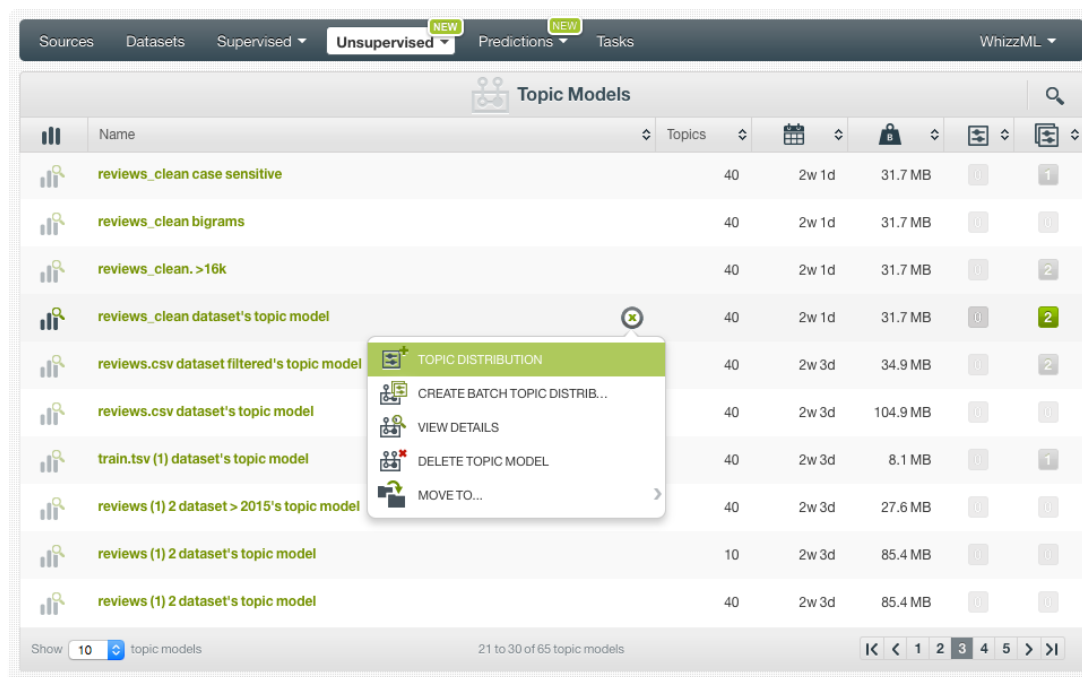 NEW NEW
Sources Datasets Supervised Unsupervised Predictions Tasks WhizzML
Topic Models
Name Topics B
reviews_clean case sensitive 40 2w 1d 31.7 MB 0 1
reviews_clean bigrams 40 2w 1d 31.7 MB 0 0
reviews_clean. >16k 40 2w 1d 31.7 MB 0 2
reviews_clean dataset's topic model 40 2w 1d 31.7 MB 0 2
reviews.csv dataset filtered's topic model 40 2w 3d 34.9 MB 0 2
reviews.csv dataset's topic model 40 2w 3d 104.9 MB 0 0
train.tsv (1) dataset's topic model 40 2w 3d 8.1 MB 0 1
reviews (1) 2 dataset > 2015's topic model 40 2w 3d 27.6 MB 0 0
reviews (1) 2 dataset's topic model 10 2w 3d 85.4 MB 0 0
reviews (1) 2 dataset's topic model 40 2w 3d 85.4 MB 0 0
TOPIC DISTRIBUTION
CREATE BATCH TOPIC DISTRIB...
VIEW DETAILS
DELETE TOPIC MODEL
MOVE TO...
Show 10 topic models 21 to 30 of 65 topic models 1 2 3 4 5